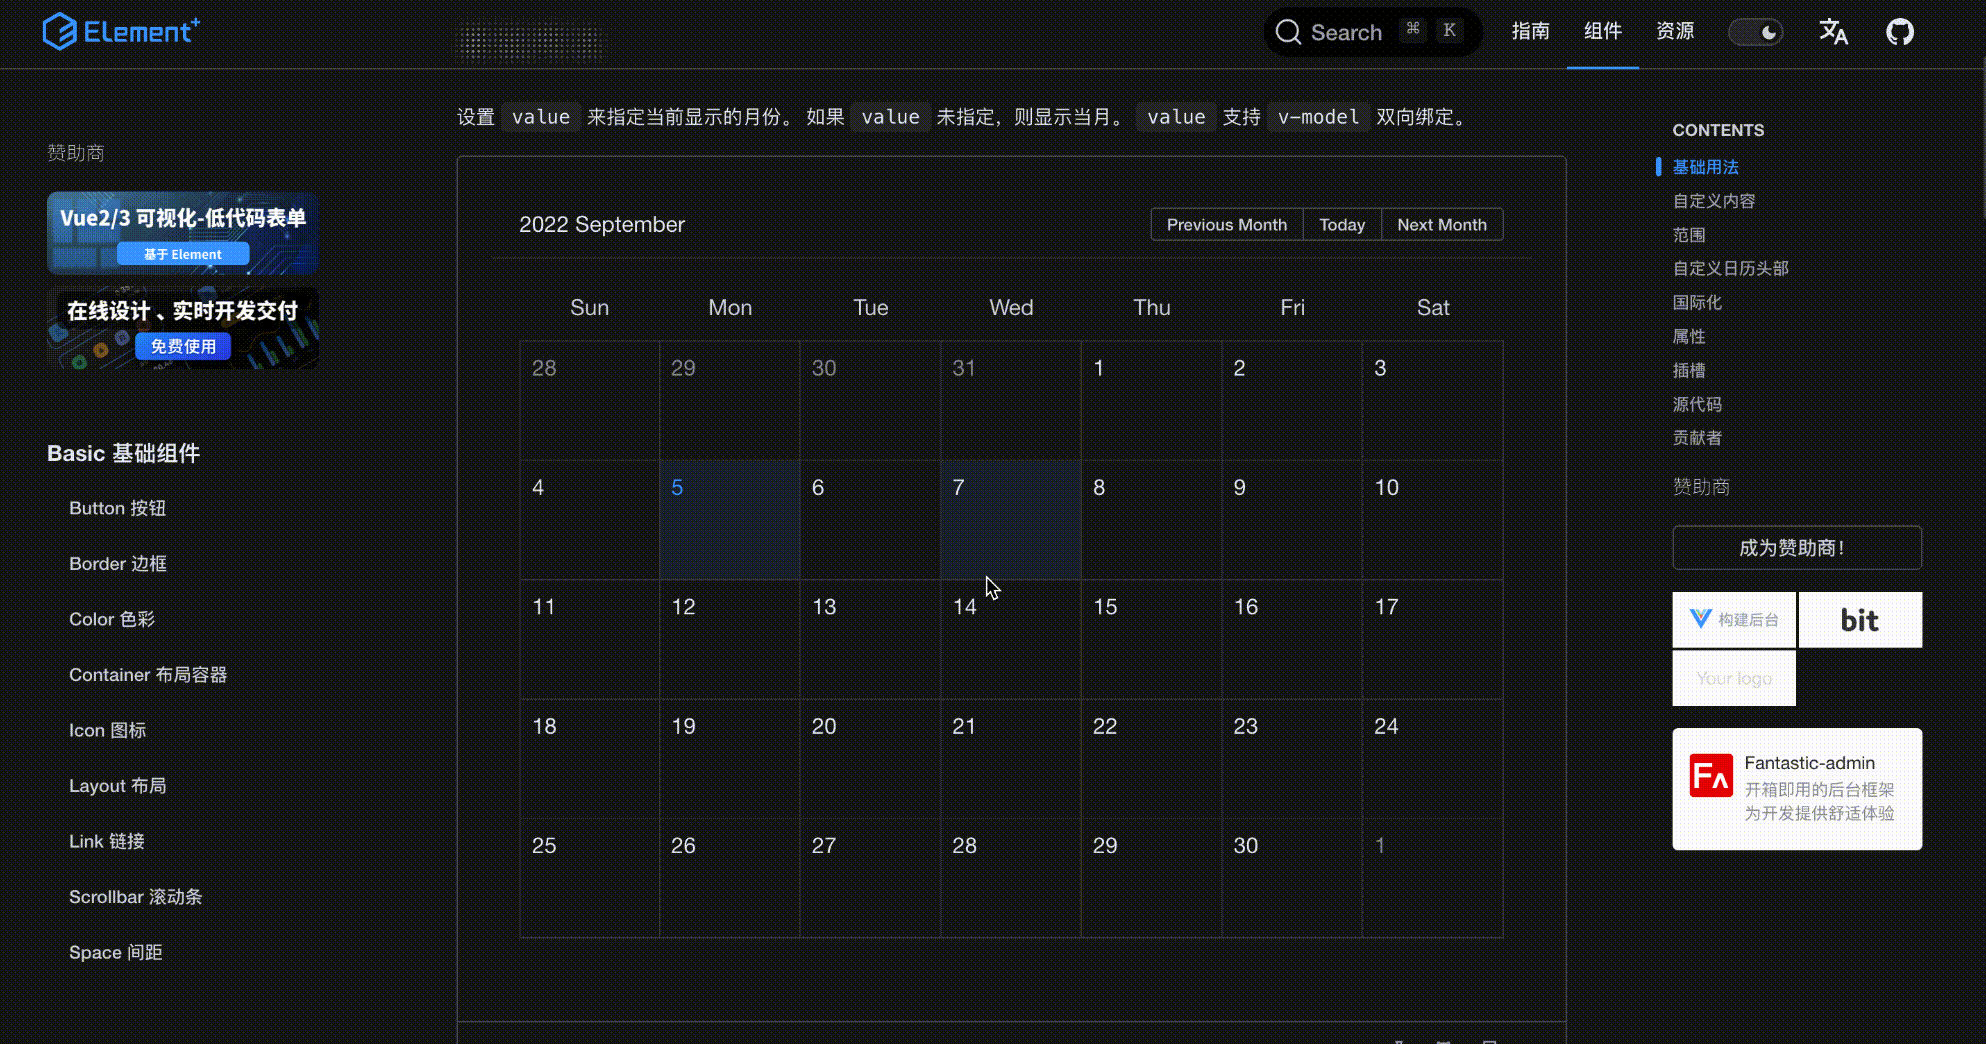 Element+
Search ⌘ K
指南 组件 资源
赞助商
Vue2/3 可视化-低代码表单
基于 Element
在线设计、实时开发交付
免费使用
Basic 基础组件
Button 按钮
Border 边框
Color 色彩
Container 布局容器
Icon 图标
Layout 布局
Link 链接
Scrollbar 滚动条
Space 间距
设置 value 来指定当前显示的月份。 如果 value 未指定，则显示当月。 value 支持 v-model 双向绑定。
2022 September
Previous Month Today Next Month
Sun Mon Tue Wed Thu Fri Sat
28 29 30 31 1 2 3
4 5 6 7 8 9 10
11 12 13 14 15 16 17
18 19 20 21 22 23 24
25 26 27 28 29 30 1
CONTENTS
基础用法
自定义内容
范围
自定义日历头部
国际化
属性
插槽
源代码
贡献者
赞助商
成为赞助商！
构建后台
bit
Your logo
FA
Fantastic-admin
开箱即用的后台框架
为开发提供舒适体验